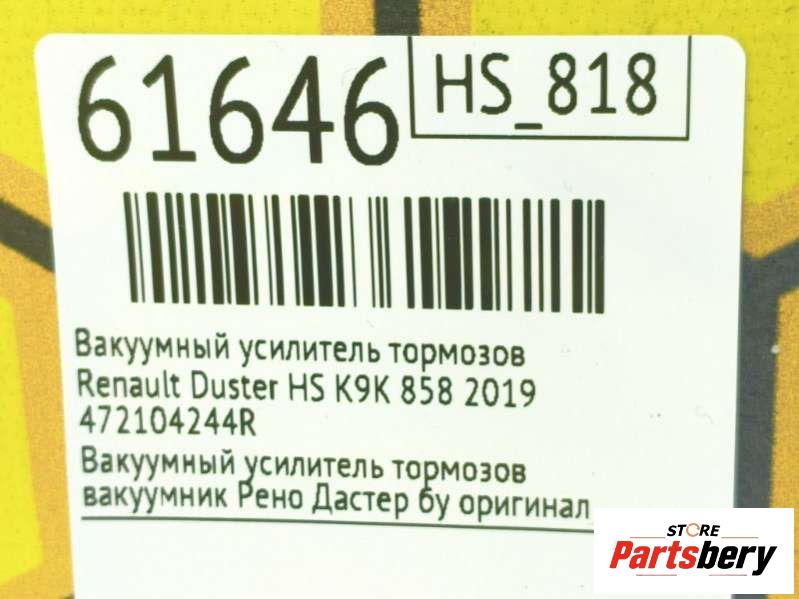 61646
HS_818
Вакуумный усилитель тормозов
Renault Duster HS K9K 858 2019
472104244R
Вакуумный усилитель тормозов
вакуумник Рено Дастер бу оригинал
STORE
Partsbery